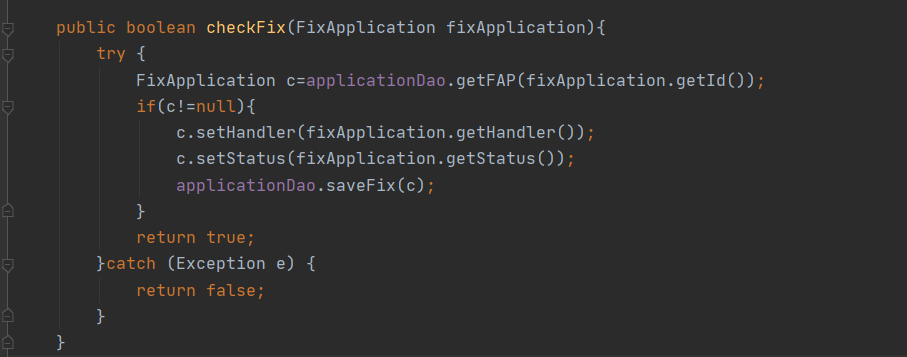 public boolean checkFix(FixApplication fixApplication){
try {
FixApplication c=applicationDao.getFAP(fixApplication.getId());
if(c!=null){
c.setHandler(fixApplication.getHandler());
c.setStatus(fixApplication.getStatus());
applicationDao.saveFix(c);
}
return true;
}catch (Exception e) {
return false;
}
}